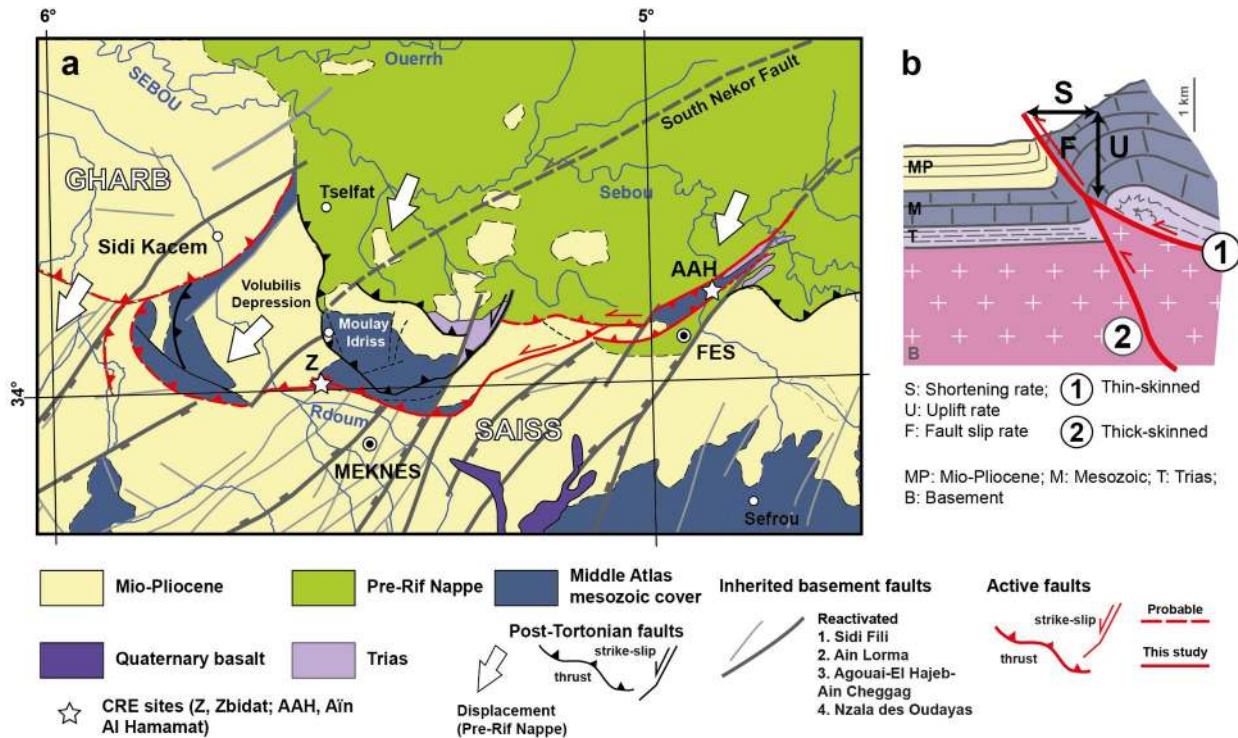 6°
5°
a
Ouerrh
SEBOU
South Nekor Fault
GHARB
Tselfat
Sebou
Sidi Kacem
AAH
Volubilis
Depression
Moulay
Idriss
FES
Z
34°
Rdoum
SAISS
MEKNES
Sefrou
b
S
1 km
F
U
MP
M
T
1
2
B
S: Shortening rate;
U: Uplift rate
F: Fault slip rate
1 Thin-skinned
2 Thick-skinned
MP: Mio-Pliocene; M: Mesozoic; T: Trias;
B: Basement
Mio-Pliocene
Pre-Rif Nappe
Middle Atlas
mesozoic cover
Quaternary basalt
Trias
CRE sites (Z, Zbidat; AAH, Aïn
Al Hamamat)
Post-Tortonian faults
strike-slip
thrust
Displacement
(Pre-Rif Nappe)
Inherited basement faults
Reactivated
1. Sidi Fili
2. Ain Lorma
3. Agouai-El Hajeb-
Ain Cheggag
4. Nzala des Oudayas
Active faults
strike-slip
thrust
Probable
This study